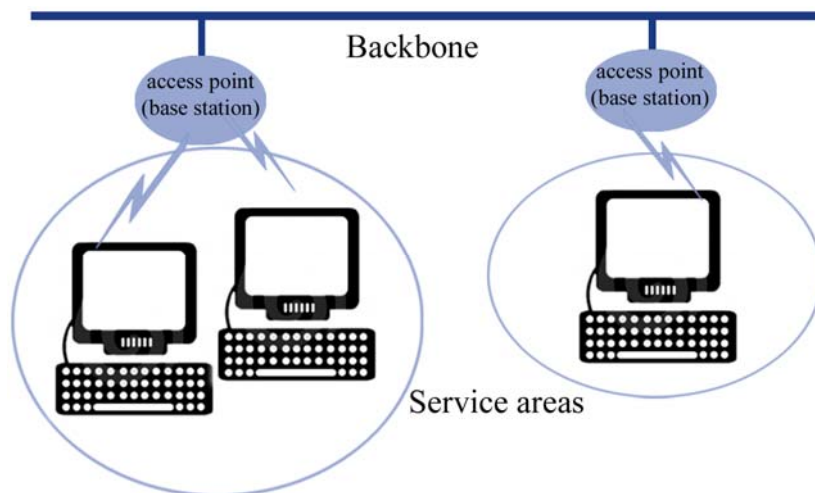 Backbone
access point
(base station)
access point
(base station)
Service areas